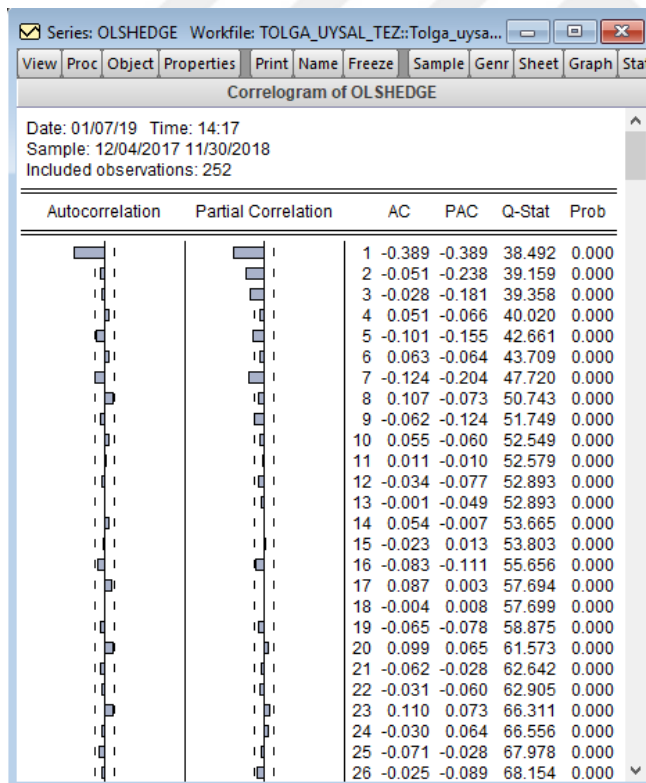 Series: OLSHEDGE Workfile: TOLGA_UYSAL_TEZ::Tolga_uysa...
View Proc Object Properties Print Name Freeze Sample Genr Sheet Graph Sta
Correlogram of OLSHEDGE
Date: 01/07/19 Time: 14:17
Sample: 12/04/2017 11/30/2018
Included observations: 252
Autocorrelation Partial Correlation AC PAC Q-Stat Prob
1 -0.389 -0.389 38.492 0.000
2 -0.051 -0.238 39.159 0.000
3 -0.028 -0.181 39.358 0.000
4 0.051 -0.066 40.020 0.000
5 -0.101 -0.155 42.661 0.000
6 0.063 -0.064 43.709 0.000
7 -0.124 -0.204 47.720 0.000
8 0.107 -0.073 50.743 0.000
9 -0.062 -0.124 51.749 0.000
10 0.055 -0.060 52.549 0.000
11 0.011 -0.010 52.579 0.000
12 -0.034 -0.077 52.893 0.000
13 -0.001 -0.049 52.893 0.000
14 0.054 -0.007 53.665 0.000
15 -0.023 0.013 53.803 0.000
16 -0.083 -0.111 55.656 0.000
17 0.087 0.003 57.694 0.000
18 -0.004 0.008 57.699 0.000
19 -0.065 -0.078 58.875 0.000
20 0.099 0.065 61.573 0.000
21 -0.062 -0.028 62.642 0.000
22 -0.031 -0.060 62.905 0.000
23 0.110 0.073 66.311 0.000
24 -0.030 0.064 66.556 0.000
25 -0.071 -0.028 67.978 0.000
26 -0.025 -0.089 68.154 0.000